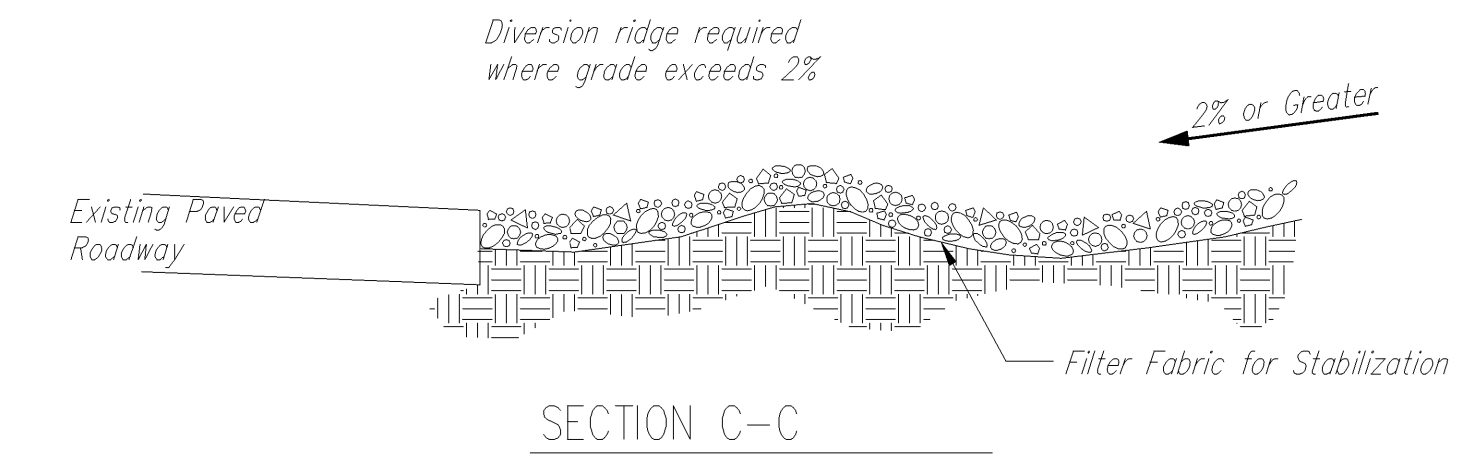 Diversion ridge required
where grade exceeds 2%
2% or Greater
Existing Paved
Roadway
Filter Fabric for Stabilization
SECTION C-C